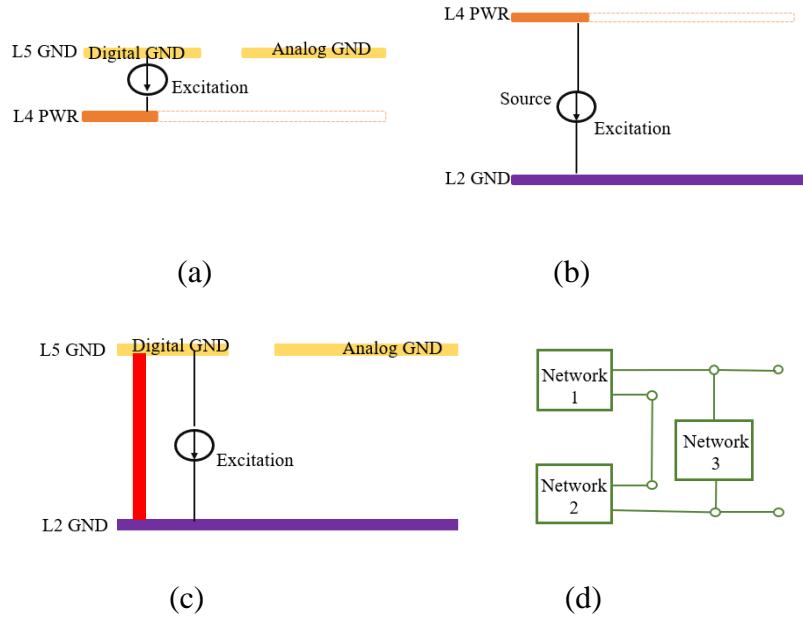 L5 GND
Digital GND
Analog GND
Excitation
L4 PWR
(a)
L4 PWR
Source
Excitation
L2 GND
(b)
L5 GND
Digital GND
Analog GND
Excitation
L2 GND
(c)
Network
1
Network
2
Network
3
(d)